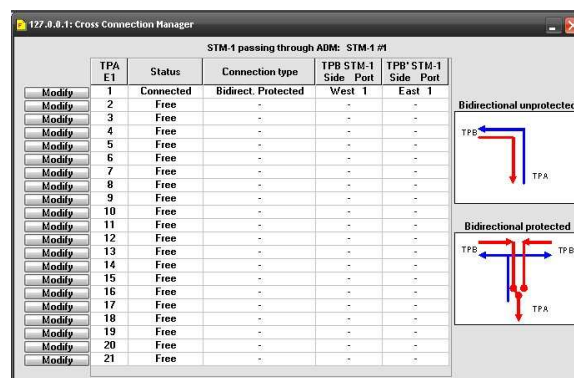 127.0.0.1: Cross Connection Manager
STM-1 passing through ADM: STM-1 #1
TPA E1 Status Connection type TPB STM-1 Side Port TPB' STM-1 Side Port
Modify 1 Connected Bidirect. Protected West 1 East 1
Modify 2 Free - - -
Modify 3 Free - - -
Modify 4 Free - - -
Modify 5 Free - - -
Modify 6 Free - - -
Modify 7 Free - - -
Modify 8 Free - - -
Modify 9 Free - - -
Modify 10 Free - - -
Modify 11 Free - - -
Modify 12 Free - - -
Modify 13 Free - - -
Modify 14 Free - - -
Modify 15 Free - - -
Modify 16 Free - - -
Modify 17 Free - - -
Modify 18 Free - - -
Modify 19 Free - - -
Modify 20 Free - - -
Modify 21 Free - - -
Bidirectional unprotected
TPB
TPA
Bidirectional protected
TPB TPB
TPA